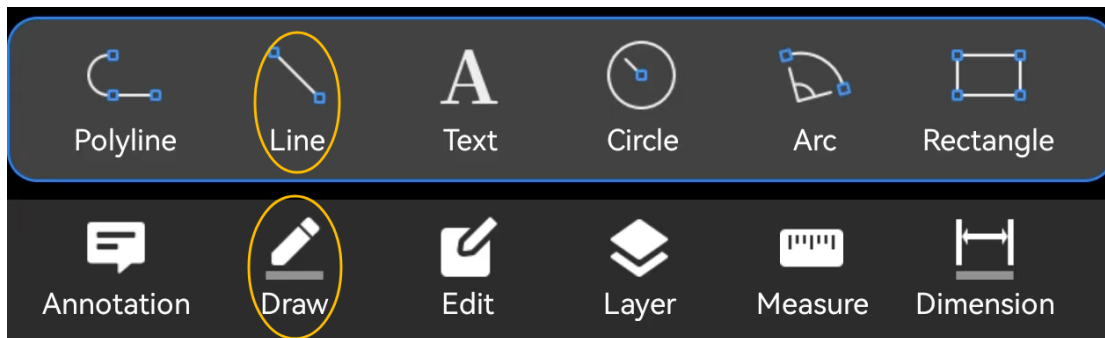 Polyline Line Text Circle Arc Rectangle
Annotation Draw Edit Layer Measure Dimension